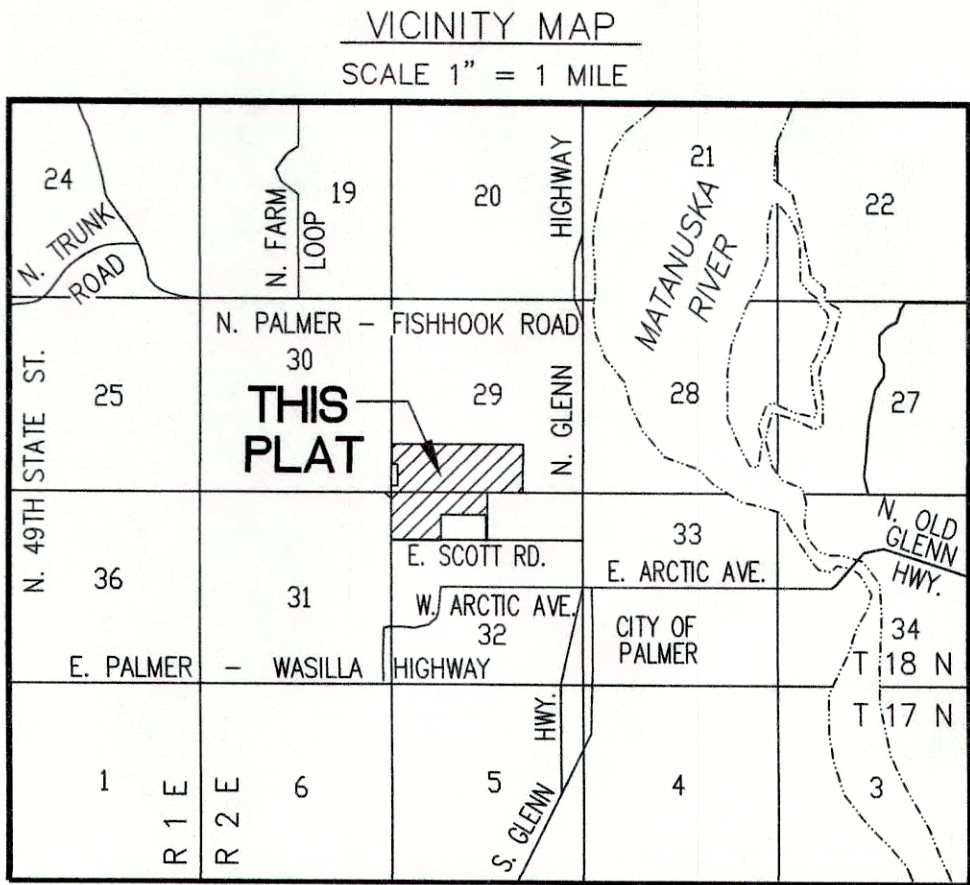 VICINITY MAP
SCALE 1" = 1 MILE
24
19
20
21
22
N. TRUNK
ROAD
N. FARM
LOOP
HIGHWAY
MATANUSKA
RIVER
N. PALMER - FISHHOOK ROAD
N. 49TH STATE ST.
25
30
29
28
27
THIS
PLAT
N. GLENN
36
31
32
33
34
E. SCOTT RD.
E. ARCTIC AVE.
W. ARCTIC AVE.
N. OLD
GLENN
HWY.
CITY OF
PALMER
E. PALMER - WASILLA HIGHWAY
T 18 N
T 17 N
1
R 1 E
R 2 E
6
5
S. GLENN
HWY.
4
3